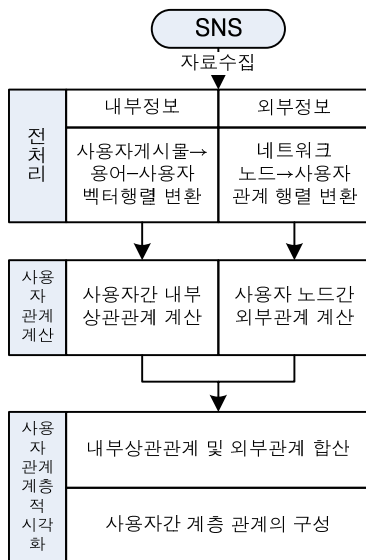 SNS
자료수집
전
처
리
내부정보
외부정보
사용자게시물→
용어-사용자
벡터행렬 변환
네트워크
노드→사용자
관계 행렬 변환
사용
자
관계
계산
사용자간 내부
상관관계 계산
사용자 노드간
외부관계 계산
사용
자
관계
계층
적
시각
화
내부상관관계 및 외부관계 합산
사용자간 계층 관계의 구성